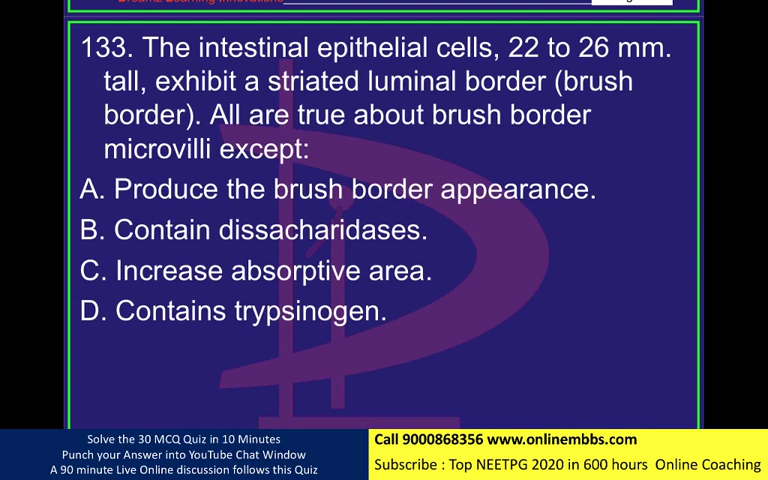 133. The intestinal epithelial cells, 22 to 26 mm.
tall, exhibit a striated luminal border (brush
border). All are true about brush border
microvilli except:
A. Produce the brush border appearance.
B. Contain dissacharidases.
C. Increase absorptive area.
D. Contains trypsinogen.
Solve the 30 MCQ Quiz in 10 Minutes
Punch your Answer into YouTube Chat Window
A 90 minute Live Online discussion follows this Quiz
Call 9000868356 www.onlinembbs.com
Subscribe : Top NEETPG 2020 in 600 hours Online Coaching